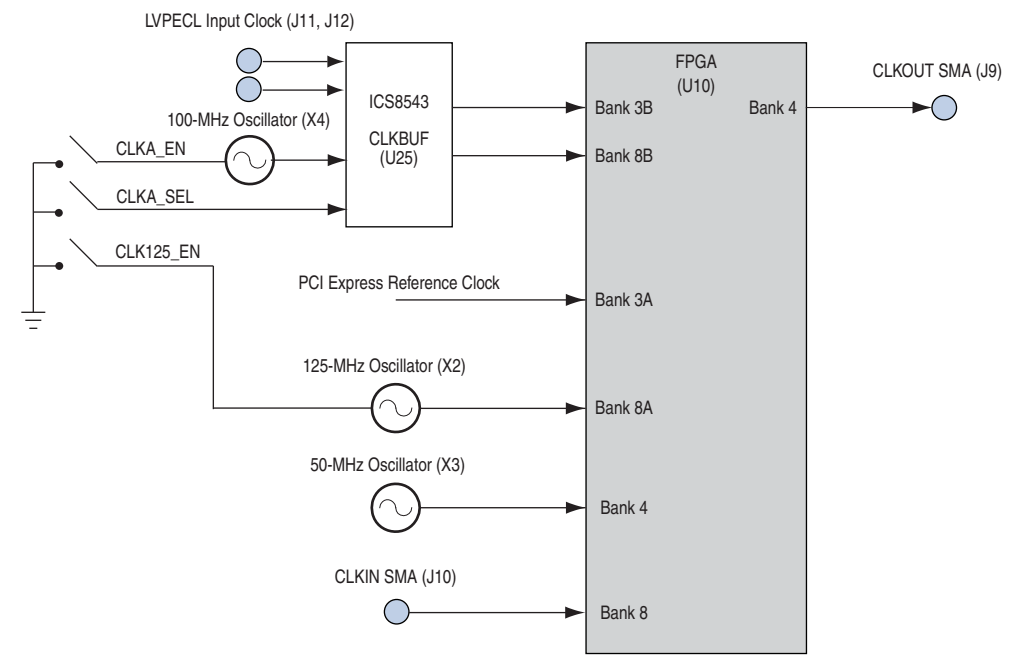 LVPECL Input Clock (J11, J12)
100-MHz Oscillator (X4)
CLKA_EN
CLKA_SEL
CLK125_EN
ICS8543
CLKBUF
(U25)
FPGA
(U10)
Bank 3B
Bank 4
CLKOUT SMA (J9)
Bank 8B
PCI Express Reference Clock
Bank 3A
125-MHz Oscillator (X2)
Bank 8A
50-MHz Oscillator (X3)
Bank 4
CLKIN SMA (J10)
Bank 8